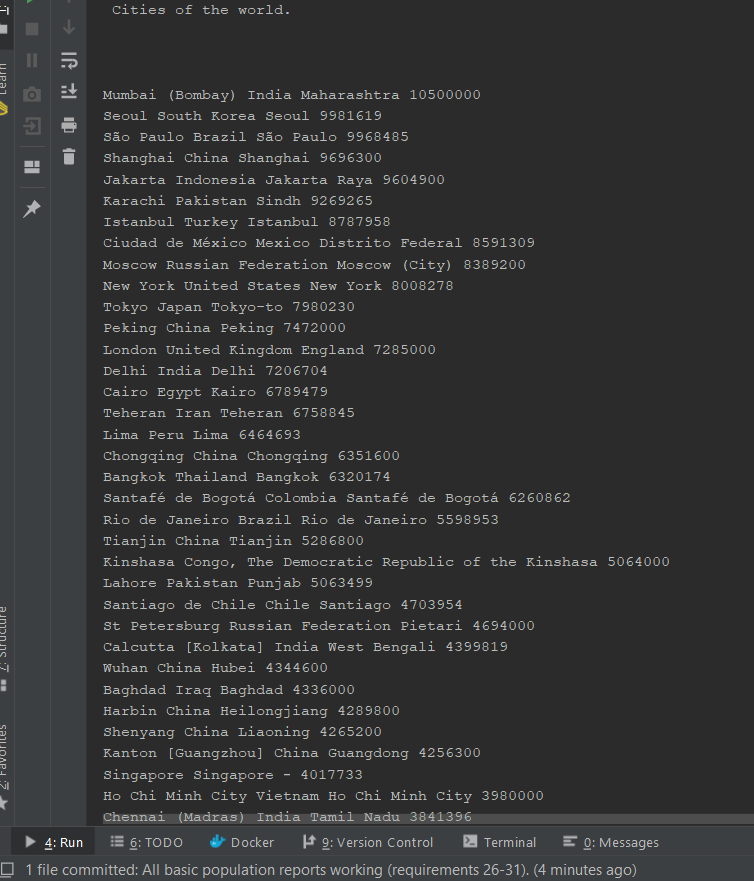 Cities of the world.
Mumbai (Bombay) India Maharashtra 10500000
Seoul South Korea Seoul 9981619
São Paulo Brazil São Paulo 9968485
Shanghai China Shanghai 9696300
Jakarta Indonesia Jakarta Raya 9604900
Karachi Pakistan Sindh 9269265
Istanbul Turkey Istanbul 8787958
Ciudad de México Mexico Distrito Federal 8591309
Moscow Russian Federation Moscow (City) 8389200
New York United States New York 8008278
Tokyo Japan Tokyo-to 7980230
Peking China Peking 7472000
London United Kingdom England 7285000
Delhi India Delhi 7206704
Cairo Egypt Kairo 6789479
Teheran Iran Teheran 6758845
Lima Peru Lima 6464693
Chongqing China Chongqing 6351600
Bangkok Thailand Bangkok 6320174
Santafé de Bogotá Colombia Santafé de Bogotá 6260862
Rio de Janeiro Brazil Rio de Janeiro 5598953
Tianjin China Tianjin 5286800
Kinshasa Congo, The Democratic Republic of the Kinshasa 5064000
Lahore Pakistan Punjab 5063499
Santiago de Chile Chile Santiago 4703954
St Petersburg Russian Federation Pietari 4694000
Calcutta [Kolkata] India West Bengali 4399819
Wuhan China Hubei 4344600
Baghdad Iraq Baghdad 4336000
Harbin China Heilongjiang 4289800
Shenyang China Liaoning 4265200
Kanton [Guangzhou] China Guangdong 4256300
Singapore Singapore - 4017733
Ho Chi Minh City Vietnam Ho Chi Minh City 3980000
Chennai (Madras) India Tamil Nadu 3841396
Learn
7: Structure
2: Favorites
4: Run 6: TODO Docker 9: Version Control Terminal 0: Messages
1 file committed: All basic population reports working (requirements 26-31). (4 minutes ago)